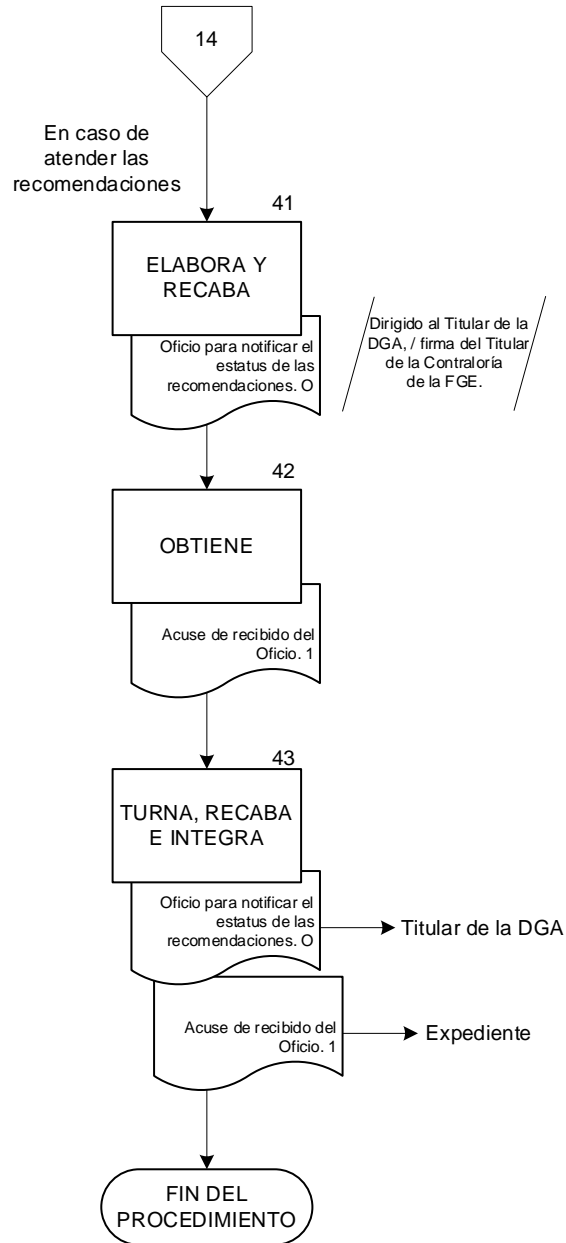 14
En caso de
atender las
recomendaciones
41
ELABORA Y
RECABA
Oficio para notificar el
estatus de las
recomendaciones. O
Dirigido al Titular de la
DGA, / firma del Titular
de la Contraloría
de la FGE.
42
OBTIENE
Acuse de recibido del
Oficio. 1
43
TURNA, RECABA
E INTEGRA
Oficio para notificar el
estatus de las
recomendaciones. O
Titular de la DGA
Acuse de recibido del
Oficio. 1
Expediente
FIN DEL
PROCEDIMIENTO